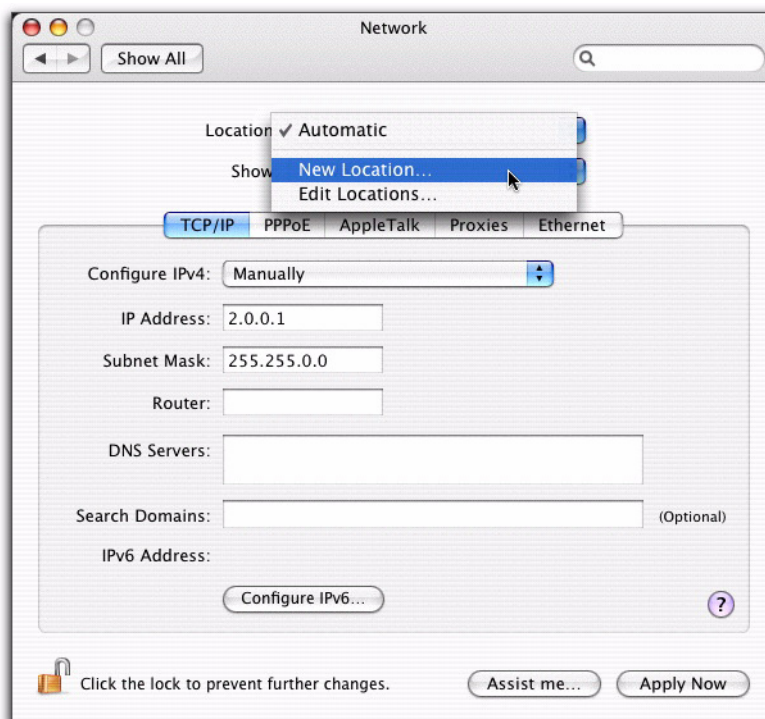 Network
Show All
Location
✓ Automatic
New Location...
Edit Locations...
Show
TCP/IP PPPoE AppleTalk Proxies Ethernet
Configure IPv4: Manually
IP Address: 2.0.0.1
Subnet Mask: 255.255.0.0
Router:
DNS Servers:
Search Domains: (Optional)
IPv6 Address:
Configure IPv6...
?
Click the lock to prevent further changes. Assist me... Apply Now